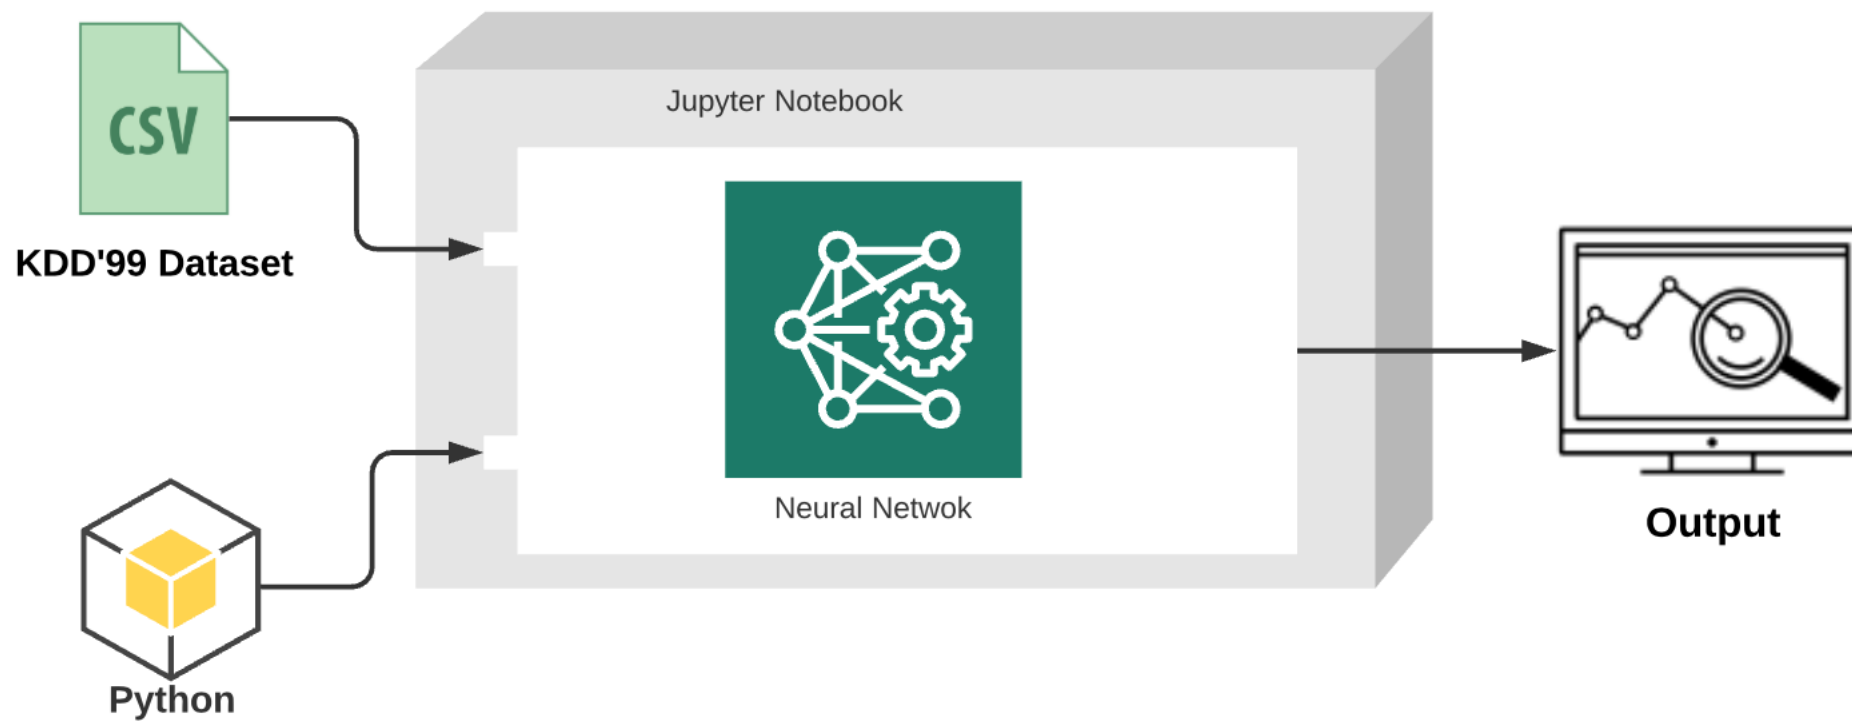 CSV
KDD'99 Dataset
Jupyter Notebook
Neural Netwok
Python
Output